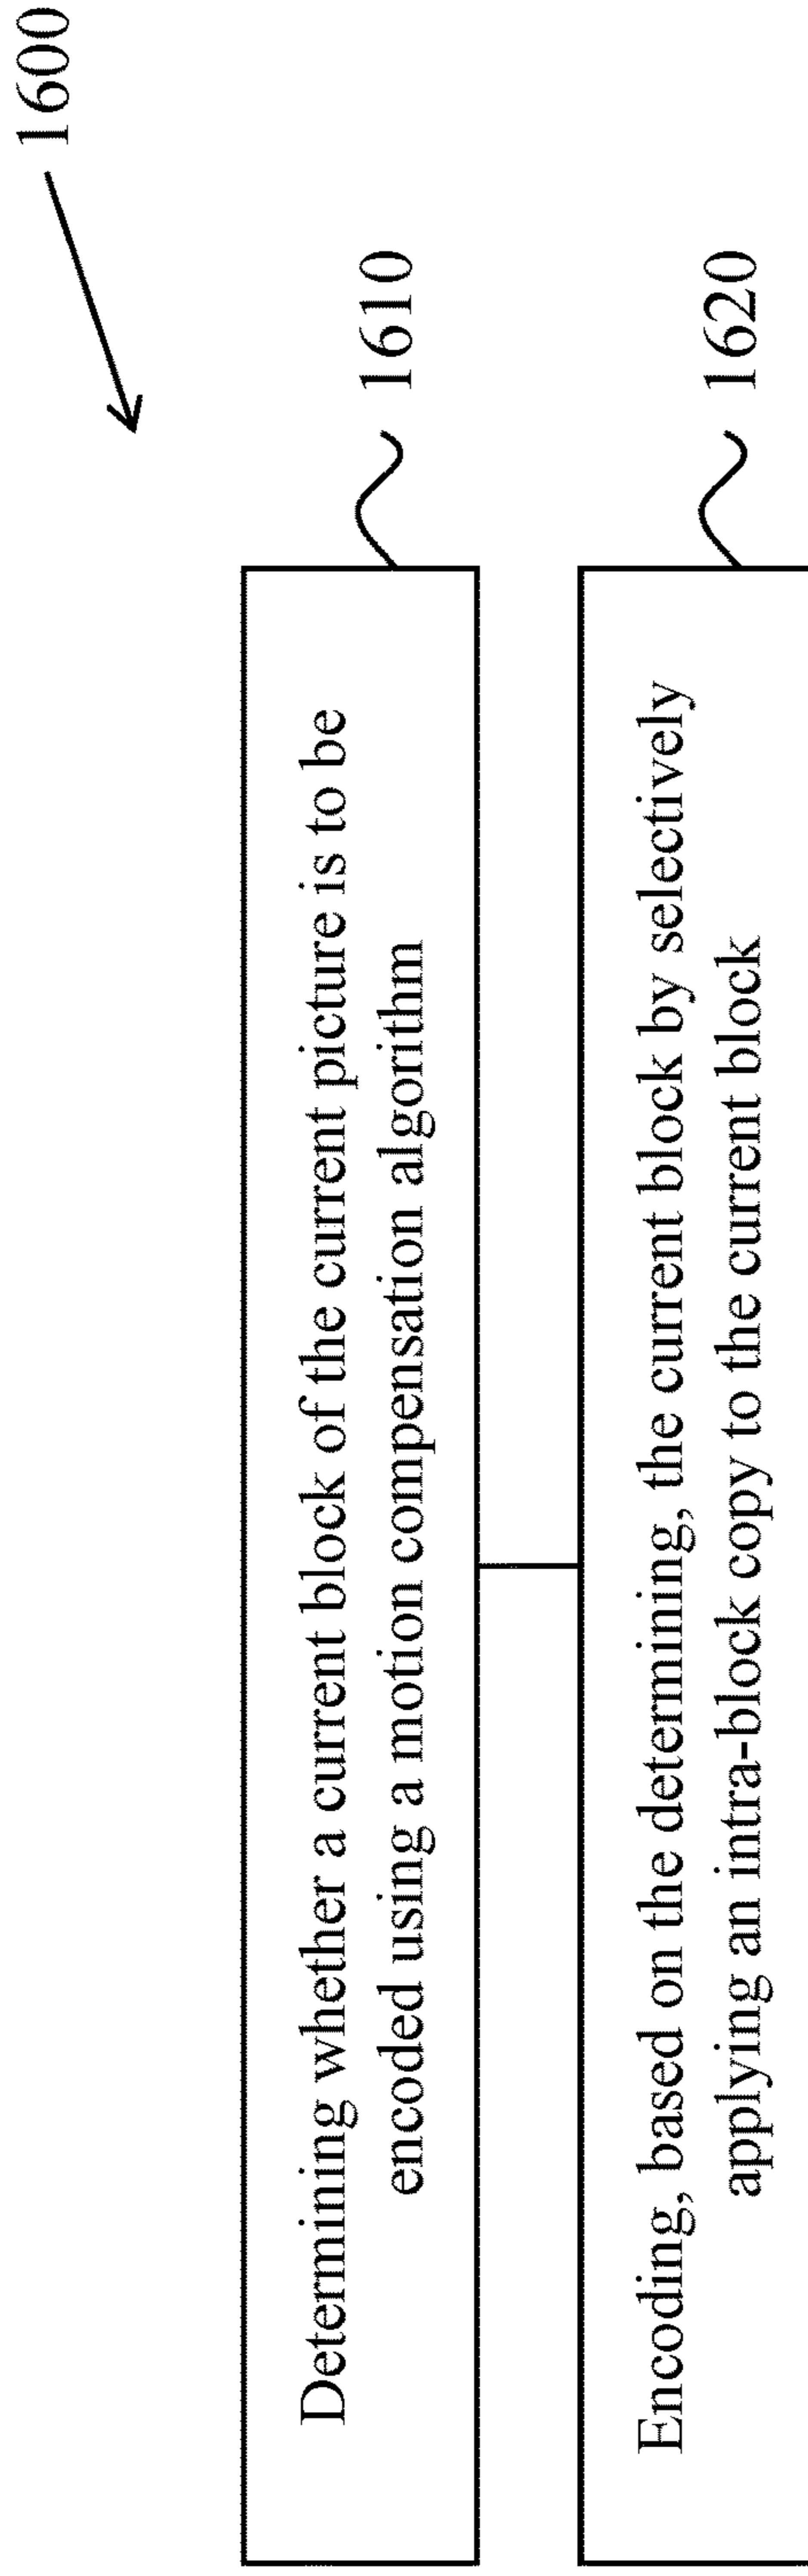 1600
Determining whether a current block of the current picture is to be
encoded using a motion compensation algorithm
1610
Encoding, based on the determining, the current block by selectively
applying an intra-block copy to the current block
1620